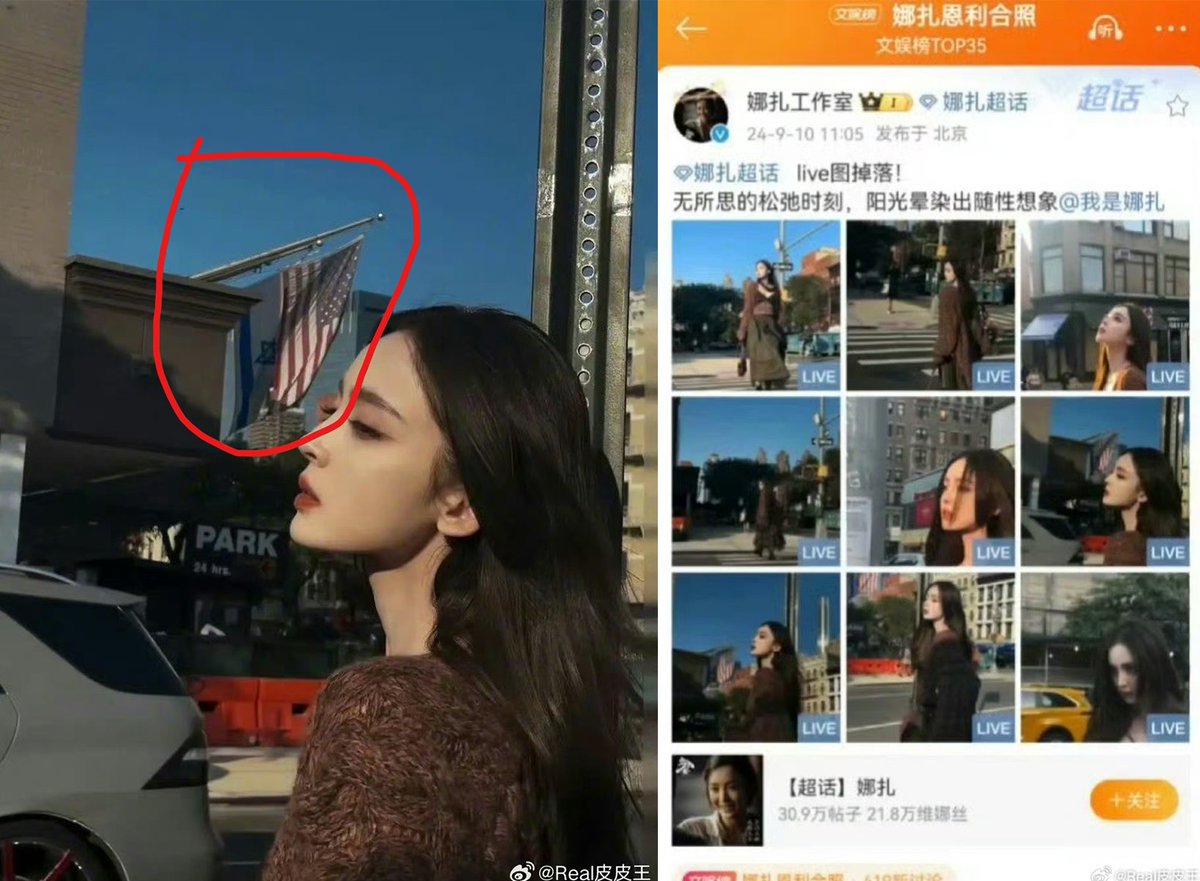 PARK
24 hrs.
@Real皮皮王
文娱榜 娜扎恩利合照
文娱榜TOP35
听
娜扎工作室 I 娜扎超话
超话
24-9-10 11:05 发布于 北京
娜扎超话 live图掉落！
无所思的松弛时刻，阳光晕染出随性想象@我是娜扎
LIVE
LIVE
LIVE
LIVE
LIVE
LIVE
LIVE
LIVE
LIVE
【超话】娜扎
30.9万帖子 21.8万维娜丝
+关注
文娱榜 娜扎恩利合照
@Real皮皮王